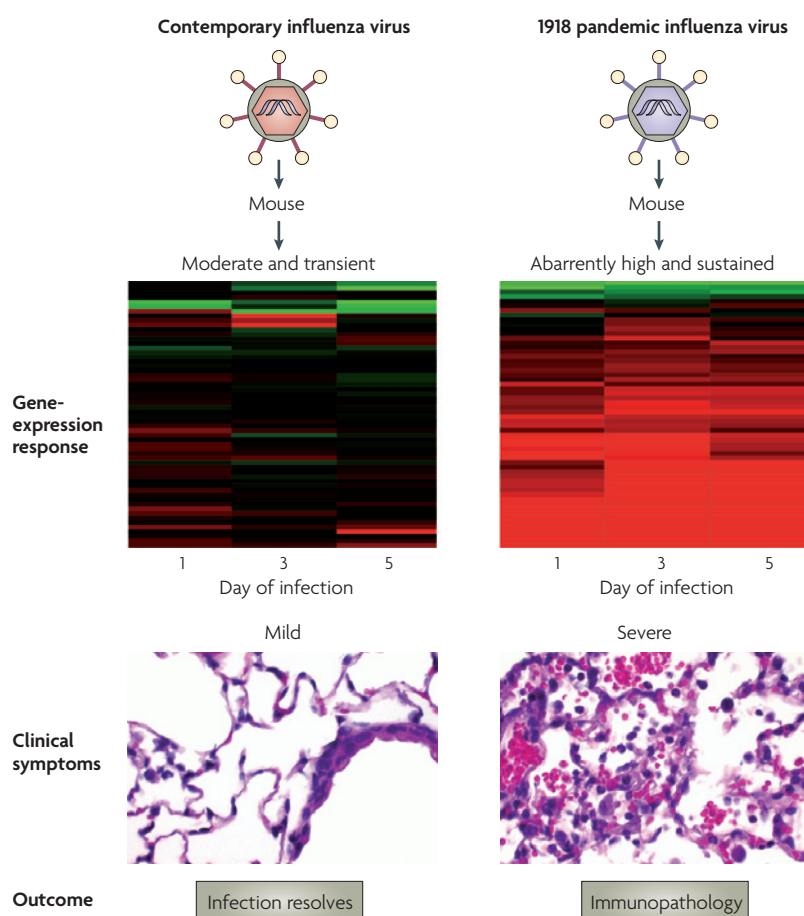 Contemporary influenza virus
1918 pandemic influenza virus
Mouse
Mouse
Moderate and transient
Abarrently high and sustained
Gene-
expression
response
1 3 5
Day of infection
1 3 5
Day of infection
Mild
Severe
Clinical
symptoms
Outcome
Infection resolves
Immunopathology